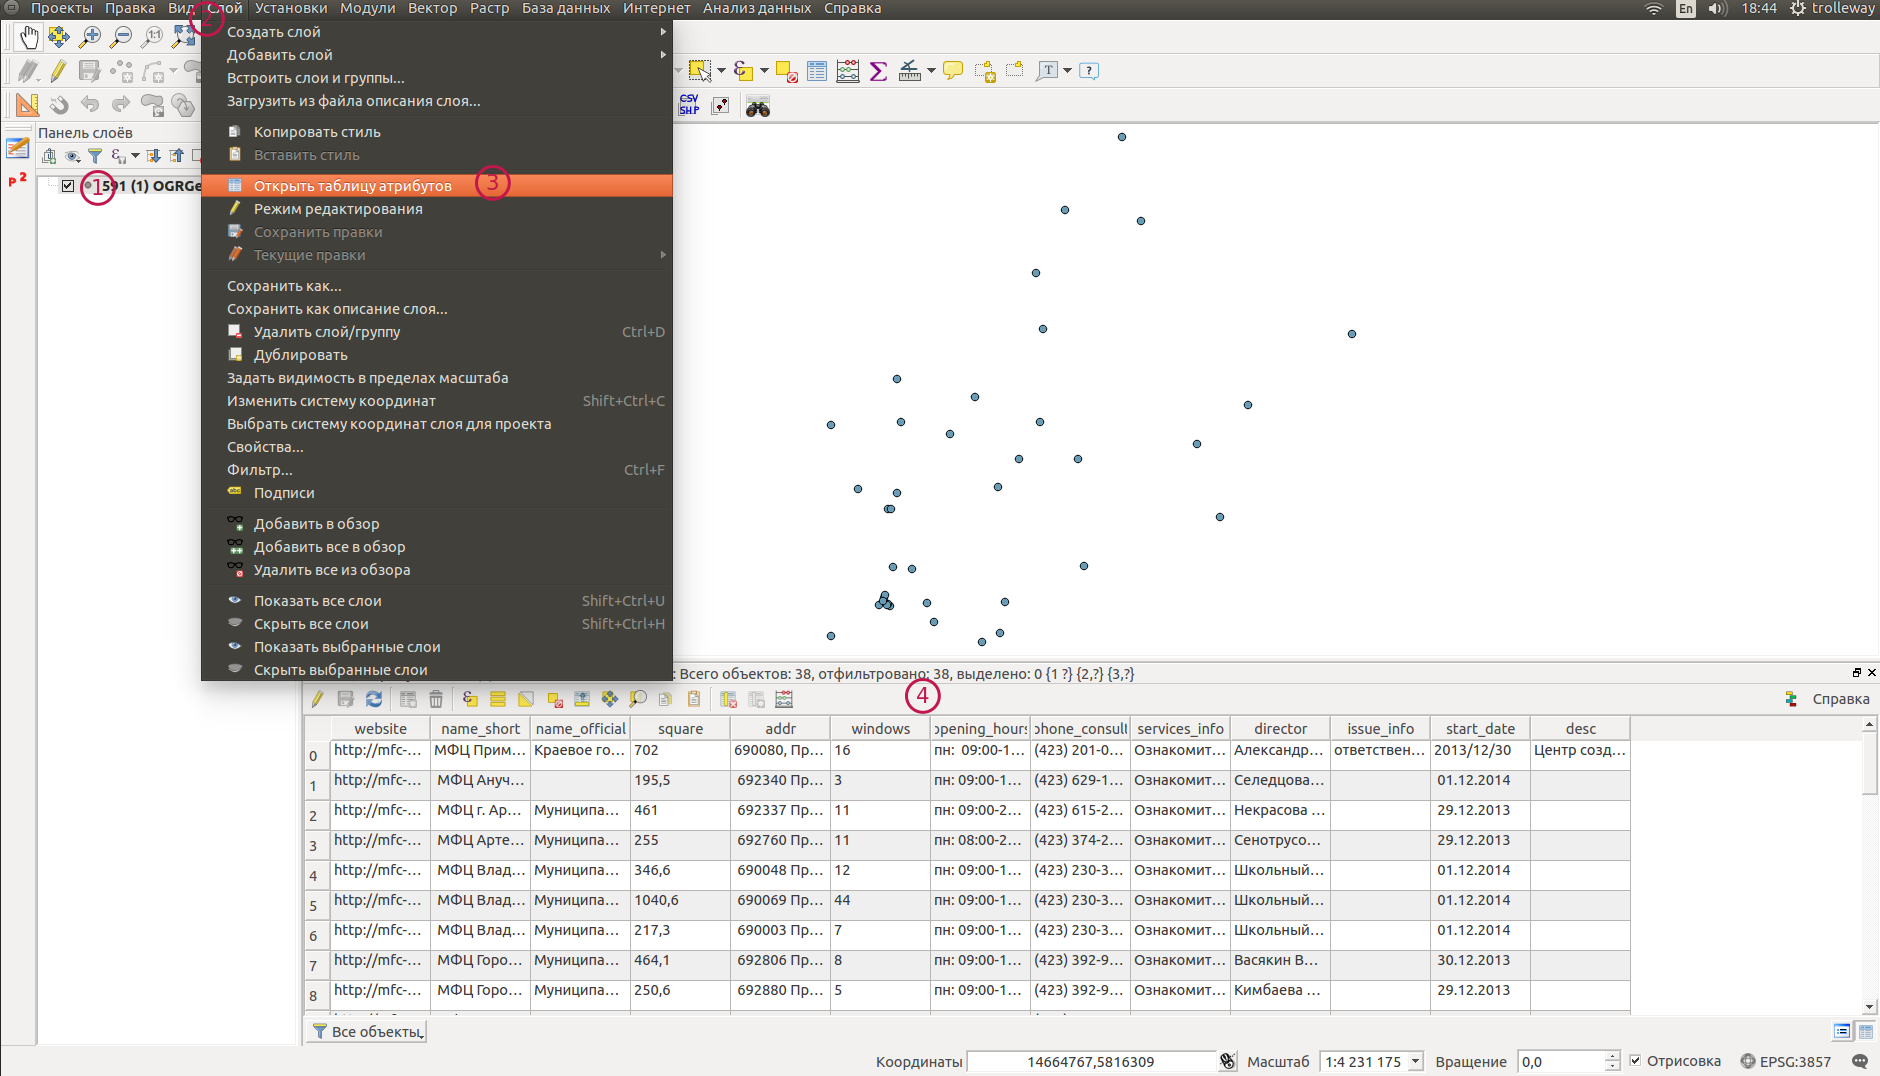 Проекты Правка Вид Слой Установки Модули Вектор Растр База данных Интернет Анализ данных Справка En 18:44 trolleway
2
Создать слой
Добавить слой
Встроить слои и группы...
Загрузить из файла описания слоя...
Копировать стиль
Вставить стиль
Открыть таблицу атрибутов 3
Режим редактирования
Сохранить правки
Текущие правки
Сохранить как...
Сохранить как описание слоя...
Удалить слой/группу Ctrl+D
Дублировать
Задать видимость в пределах масштаба
Изменить систему координат Shift+Ctrl+C
Выбрать систему координат слоя для проекта
Свойства...
Фильтр... Ctrl+F
Подписи
Добавить в обзор
Добавить все в обзор
Удалить все из обзора
Показать все слои Shift+Ctrl+U
Скрыть все слои Shift+Ctrl+H
Показать выбранные слои
Скрыть выбранные слои
CSV
SHP
Панель слоёв
P 2
1 591 (1) OGRGe
: Всего объектов: 38, отфильтровано: 38, выделено: 0 {1 ?} {2,?} {3,?}
4
Справка
website name_short name_official square addr windows opening_hours phone_consult services_info director issue_info start_date desc
0 http://mfc-... МФЦ Прим... Краевое го... 702 690080, Пр... 16 пн: 09:00-1... (423) 201-0... Ознакомит... Александр... ответствен... 2013/12/30 Центр созд...
1 http://mfc-... МФЦ Ануч... 195,5 692340 Пр... 3 пн: 09:00-1... (423) 629-1... Ознакомит... Селедцова... 01.12.2014
2 http://mfc-... МФЦ г. Ар... Муниципа... 461 692337 Пр... 11 пн: 09:00-2... (423) 615-2... Ознакомит... Некрасова ... 29.12.2013
3 http://mfc-... МФЦ Арте... Муниципа... 255 692760 Пр... 11 пн: 08:00-2... (423) 374-2... Ознакомит... Сенотрусо... 29.12.2013
4 http://mfc-... МФЦ Влад... Муниципа... 346,6 690048 Пр... 12 пн: 09:00-1... (423) 230-3... Ознакомит... Школьный... 01.12.2014
5 http://mfc-... МФЦ Влад... Муниципа... 1040,6 690069 Пр... 44 пн: 09:00-1... (423) 230-3... Ознакомит... Школьный... 01.12.2014
6 http://mfc-... МФЦ Влад... Муниципа... 217,3 690003 Пр... 7 пн: 09:00-1... (423) 230-3... Ознакомит... Школьный... 01.12.2014
7 http://mfc-... МФЦ Горо... Муниципа... 464,1 692806 Пр... 8 пн: 09:00-1... (423) 392-9... Ознакомит... Васякин В... 30.12.2013
8 http://mfc-... МФЦ Горо... Муниципа... 250,6 692880 Пр... 5 пн: 09:00-1... (423) 392-9... Ознакомит... Кимбаева ... 29.12.2013
Все объекты
Координаты 14664767,5816309 Масштаб 1:4 231 175 Вращение 0,0 Отрисовка EPSG:3857